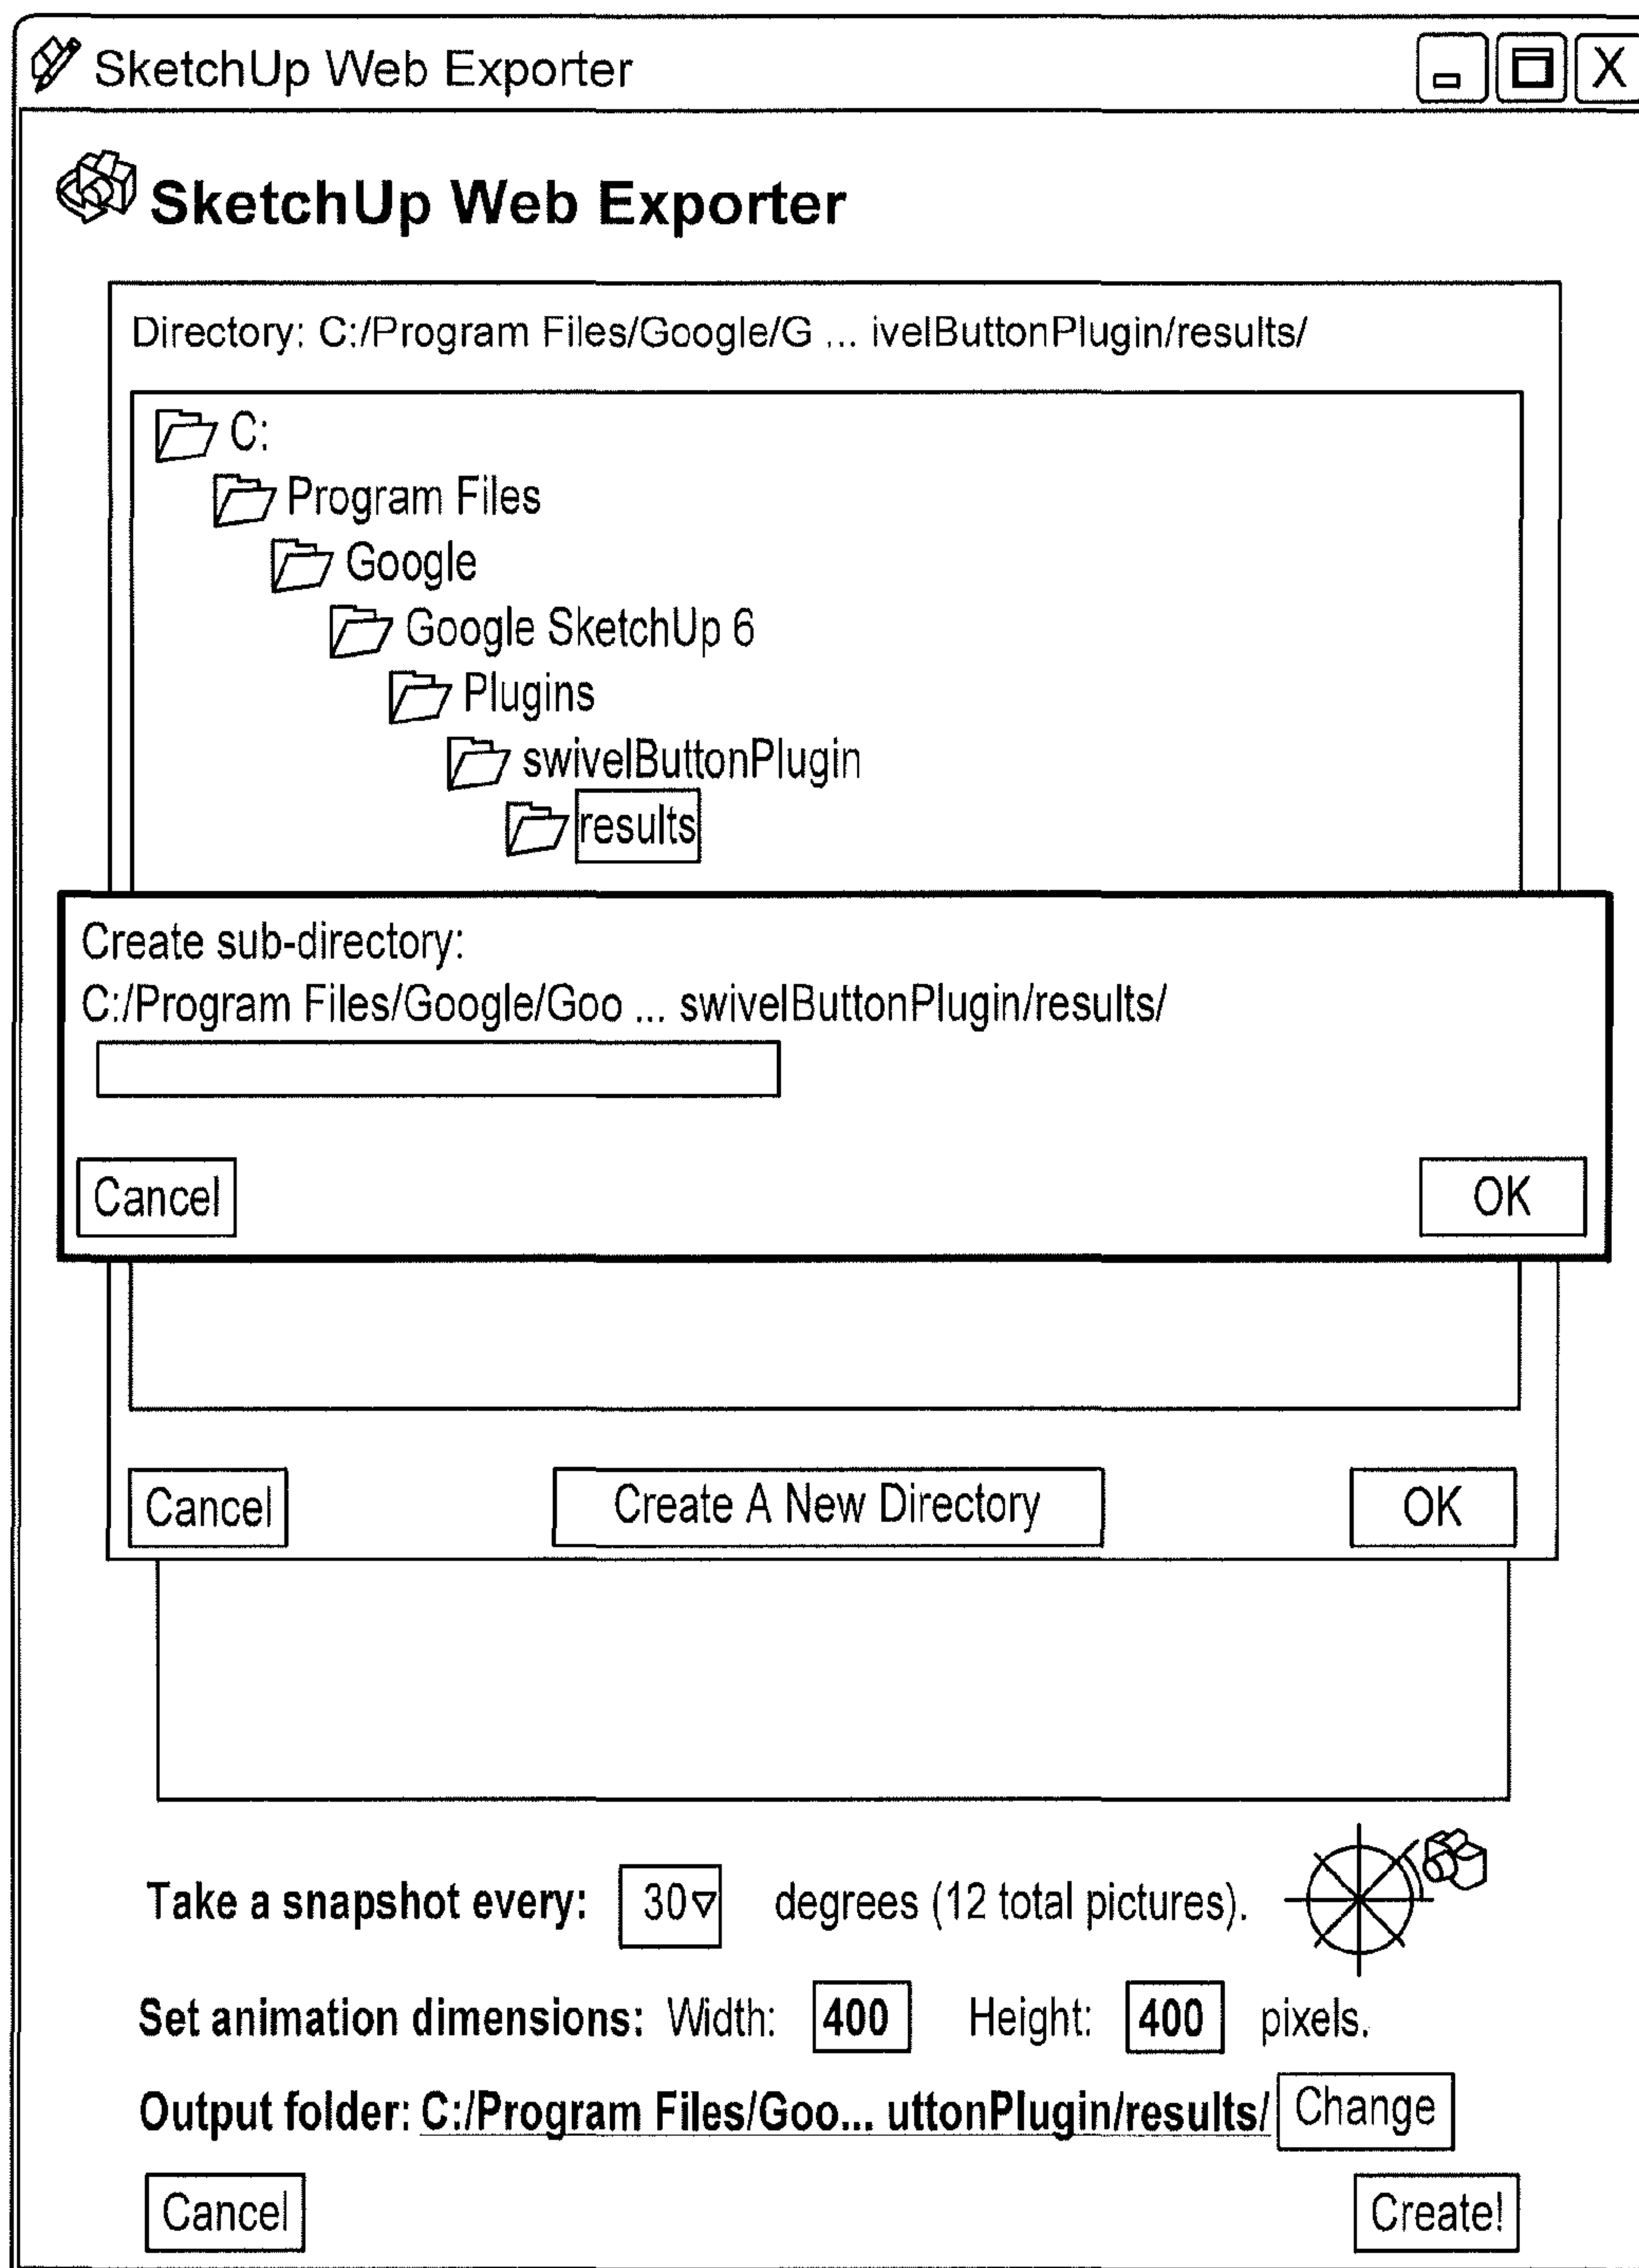 SketchUp Web Exporter X
SketchUp Web Exporter
Directory: C:/Program Files/Google/G ... ivelButtonPlugin/results/
C:
Program Files
Google
Google SketchUp 6
Plugins
swivelButtonPlugin
results
Create sub-directory:
C:/Program Files/Google/Goo ... swivelButtonPlugin/results/
Cancel OK
Cancel Create A New Directory OK
Take a snapshot every: 30 degrees (12 total pictures).
Set animation dimensions: Width: 400 Height: 400 pixels.
Output folder: C:/Program Files/Goo... uttonPlugin/results/ Change
Cancel Create!